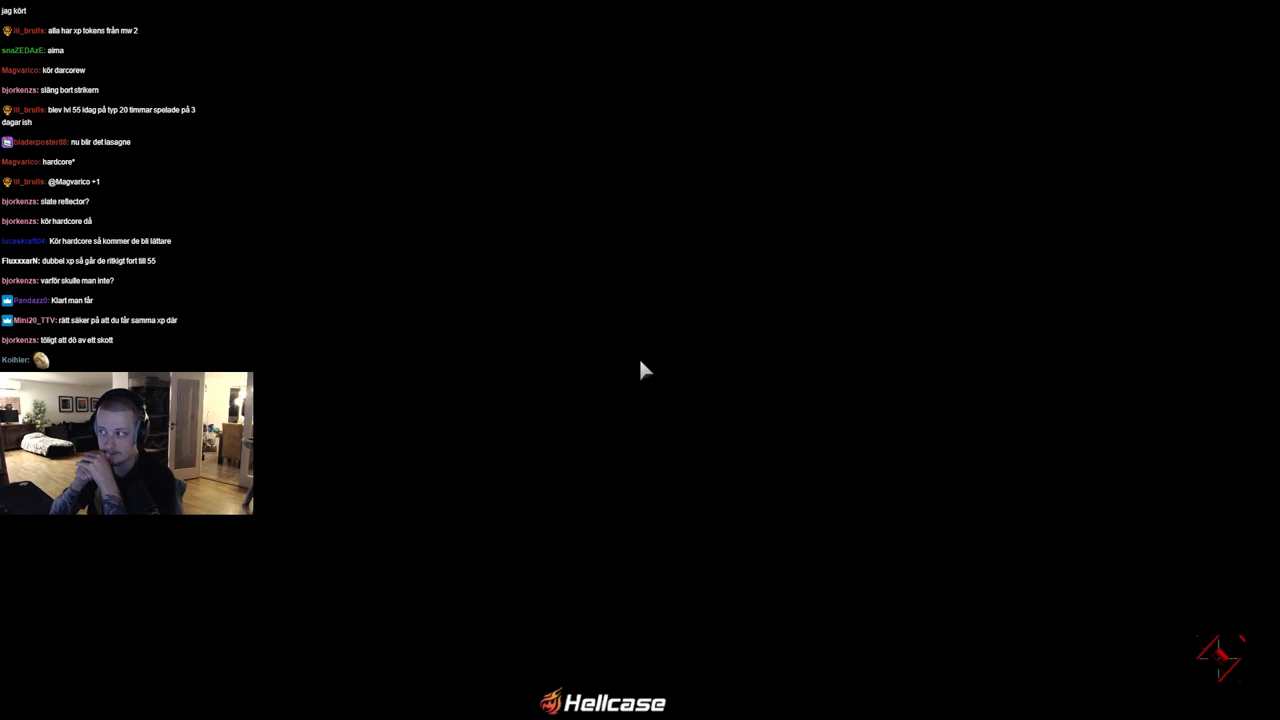 jag kört
lil_brulls: alla har xp tokens från mw 2
snaZEDAzE: aima
Magvarico: kör darcorew
bjorkenzs: släng bort strikern
lil_brulls: blev lvl 55 idag på typ 20 timmar spelade på 3
dagar ish
bladerposter88: nu blir det lasagne
Magvarico: hardcore*
lil_brulls: @Magvarico +1
bjorkenzs: slate reflector?
bjorkenzs: kör hardcore då
lucaskraft04: Kör hardcore så kommer de bli lättare
FluxxxarN: dubbel xp så går de ritkigt fort till 55
bjorkenzs: varför skulle man inte?
Pandazz0: Klart man får
Mini20_TTV: rätt säker på att du får samma xp där
bjorkenzs: töligt att dö av ett skott
Koihler:
Hellcase